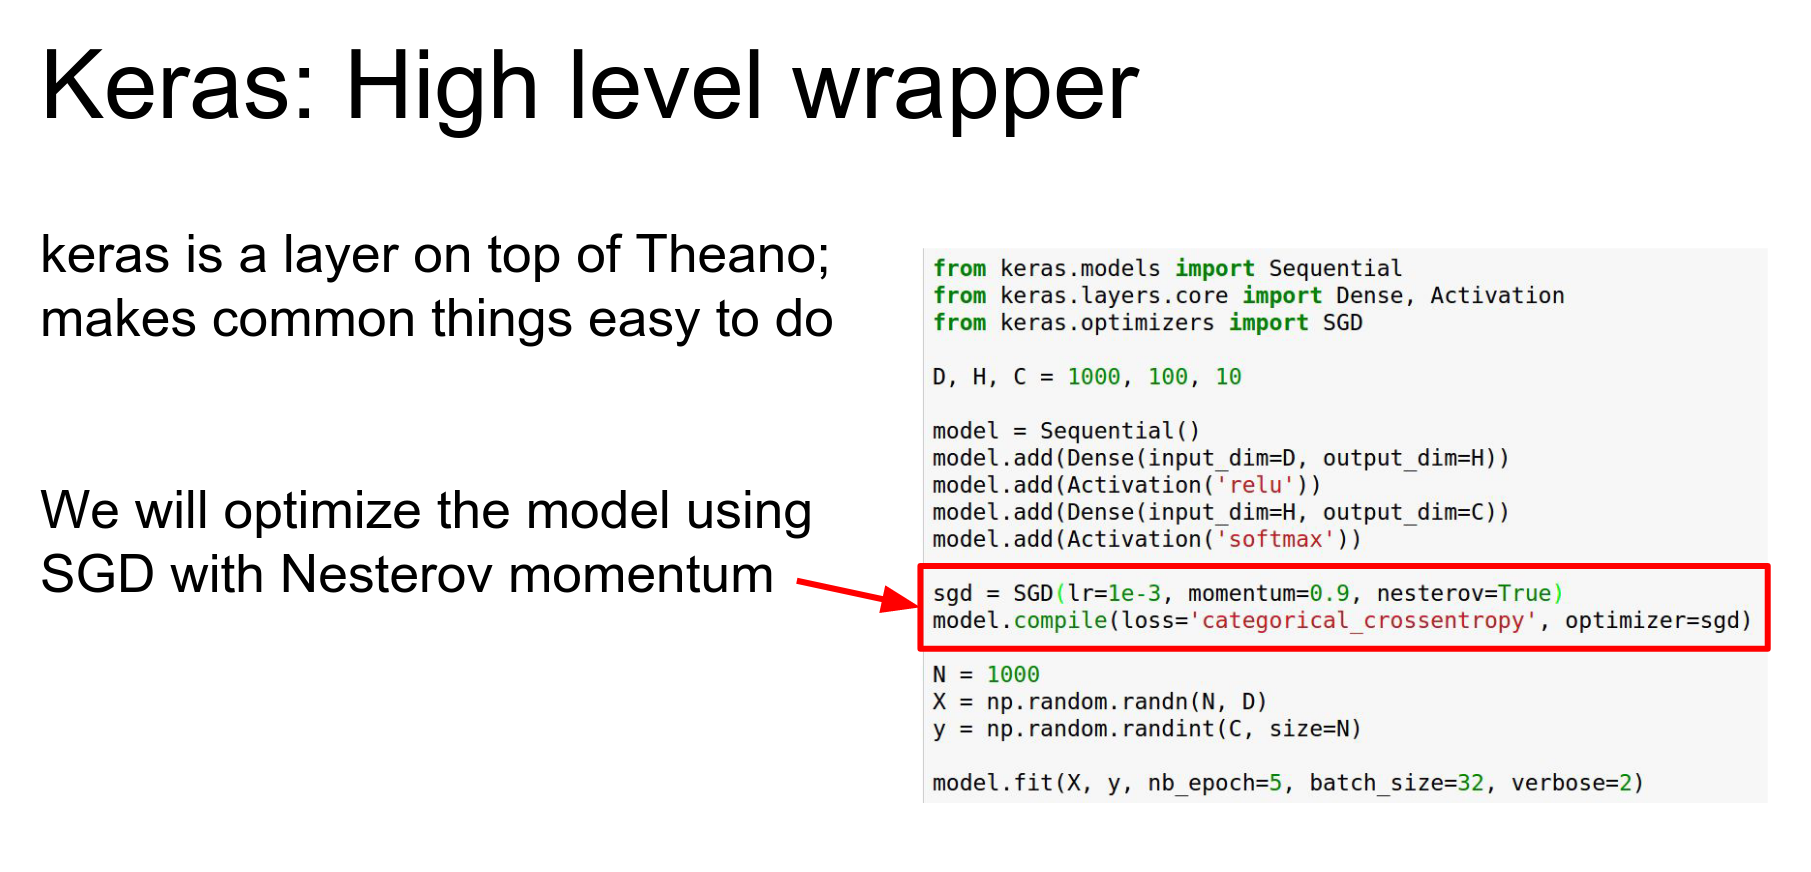 Keras: High level wrapper
keras is a layer on top of Theano;
makes common things easy to do
We will optimize the model using
SGD with Nesterov momentum
from keras.models import Sequential
from keras.layers.core import Dense, Activation
from keras.optimizers import SGD
D, H, C = 1000, 100, 10
model = Sequential()
model.add(Dense(input_dim=D, output_dim=H))
model.add(Activation('relu'))
model.add(Dense(input_dim=H, output_dim=C))
model.add(Activation('softmax'))
sgd = SGD(lr=1e-3, momentum=0.9, nesterov=True)
model.compile(loss='categorical_crossentropy', optimizer=sgd)
N = 1000
X = np.random.randn(N, D)
y = np.random.randint(C, size=N)
model.fit(X, y, nb_epoch=5, batch_size=32, verbose=2)